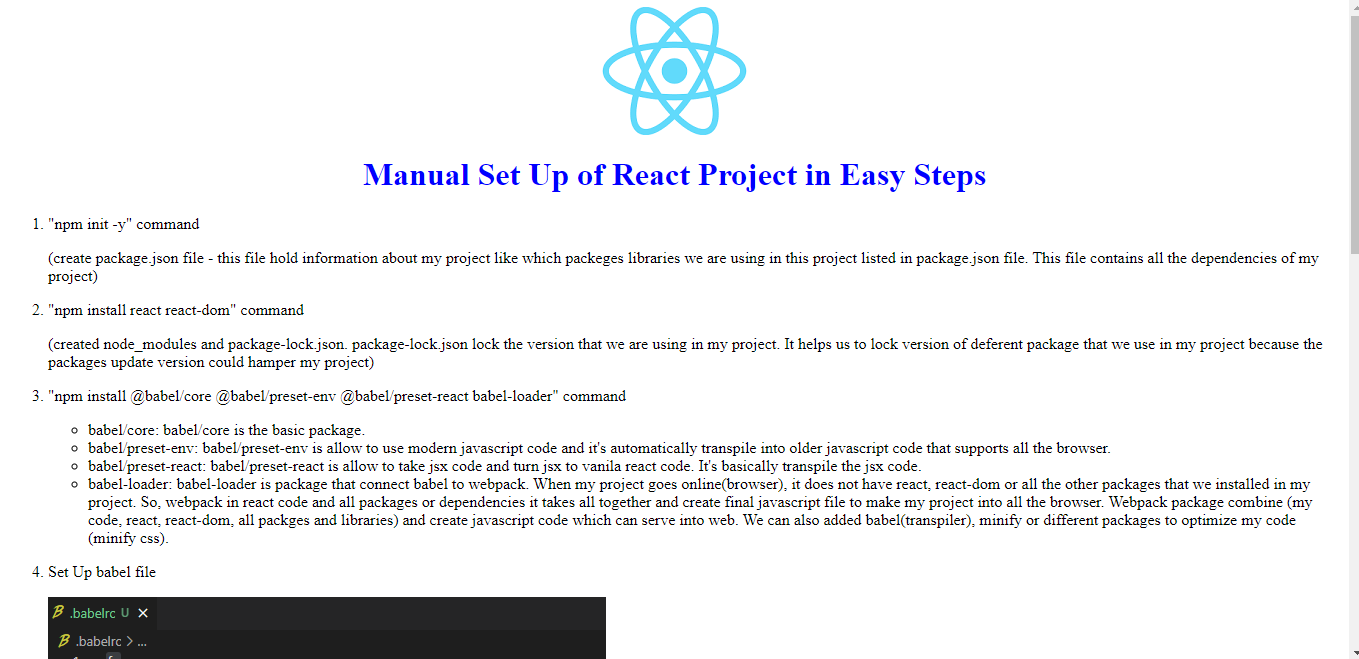 Manual Set Up of React Project in Easy Steps
1. "npm init -y" command
(create package.json file - this file hold information about my project like which packeges libraries we are using in this project listed in package.json file. This file contains all the dependencies of my
project)
2. "npm install react react-dom" command
(created node_modules and package-lock.json. package-lock.json lock the version that we are using in my project. It helps us to lock version of deferent package that we use in my project because the
packages update version could hamper my project)
3. "npm install @babel/core @babel/preset-env @babel/preset-react babel-loader" command
babel/core: babel/core is the basic package.
babel/preset-env: babel/preset-env is allow to use modern javascript code and it's automatically transpile into older javascript code that supports all the browser.
babel/preset-react: babel/preset-react is allow to take jsx code and turn jsx to vanila react code. It's basically transpile the jsx code.
babel-loader: babel-loader is package that connect babel to webpack. When my project goes online(browser), it does not have react, react-dom or all the other packages that we installed in my
project. So, webpack in react code and all packages or dependencies it takes all together and create final javascript file to make my project into all the browser. Webpack package combine (my
code, react, react-dom, all packges and libraries) and create javascript code which can serve into web. We can also added babel(transpiler), minify or different packages to optimize my code
(minify css).
4. Set Up babel file
.babelrc U ×
.babelrc > ...